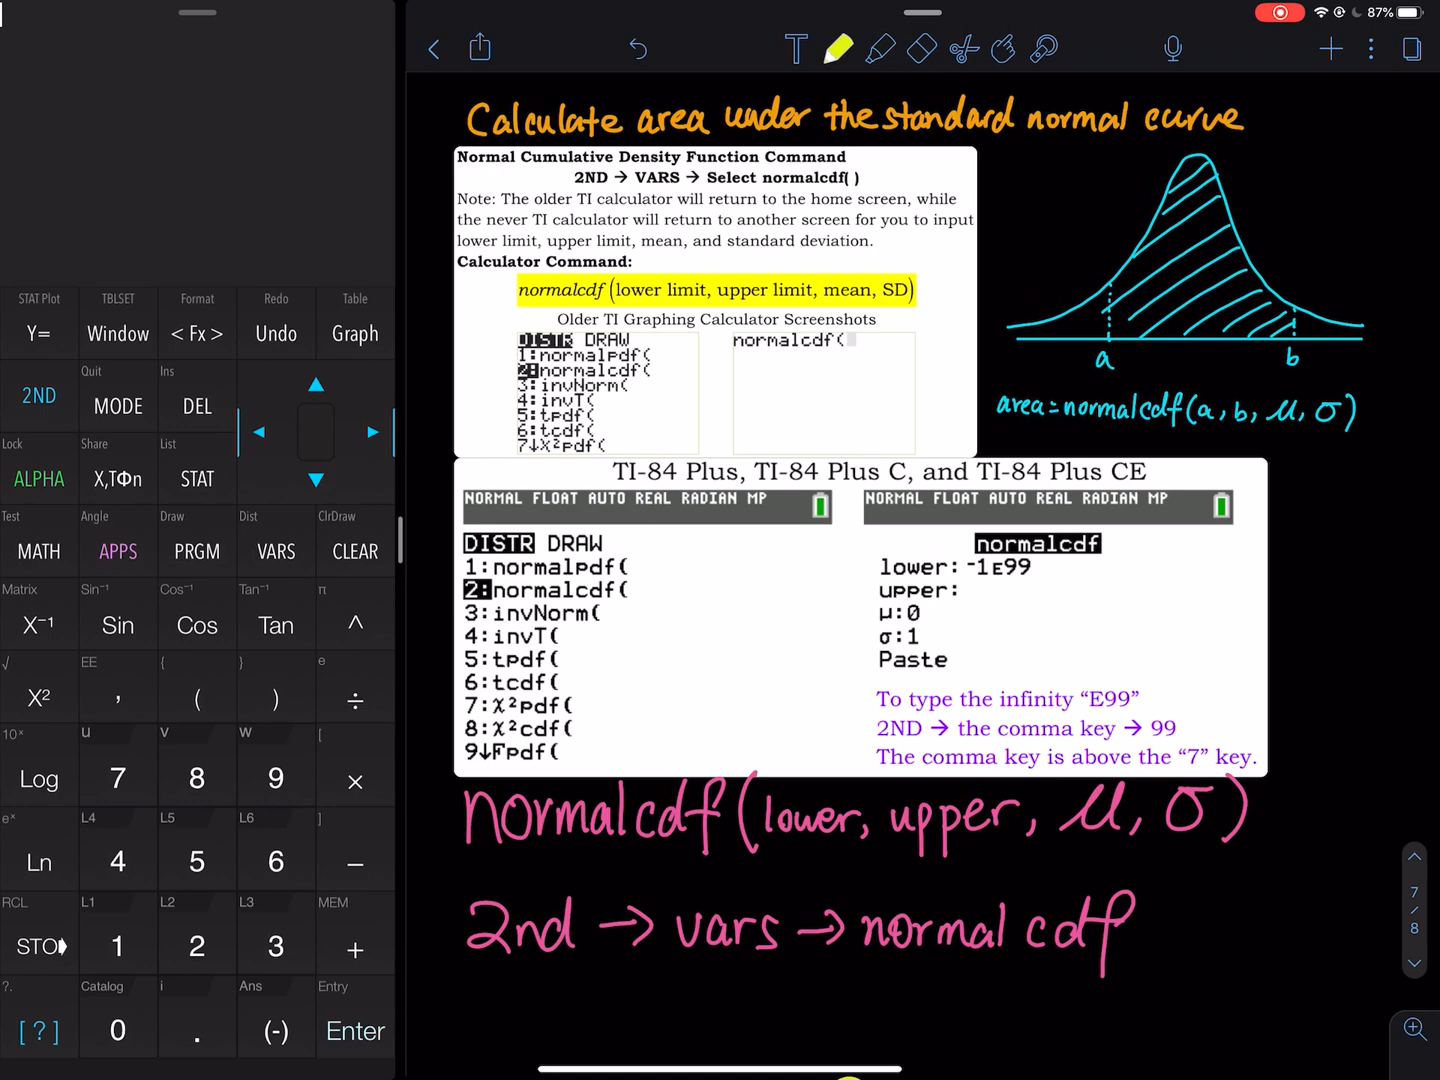 87%
STAT Plot TBLSET Format Redo Table
Y= Window < Fx > Undo Graph
Quit Ins
2ND MODE DEL
Lock Share List
ALPHA X,TΦn STAT
Test Angle Draw Dist ClrDraw
MATH APPS PRGM VARS CLEAR
Matrix Sin⁻¹ Cos⁻¹ Tan⁻¹ π
X⁻¹ Sin Cos Tan ^
√ EE { } e
X² , ( ) ÷
10ˣ u v w [
Log 7 8 9 ×
eˣ L4 L5 L6 ]
Ln 4 5 6 −
RCL L1 L2 L3 MEM
STO 1 2 3 +
?. Catalog i Ans Entry
[ ? ] 0 . (-) Enter
Calculate area under the standard normal curve
Normal Cumulative Density Function Command
2ND → VARS → Select normalcdf( )
Note: The older TI calculator will return to the home screen, while
the never TI calculator will return to another screen for you to input
lower limit, upper limit, mean, and standard deviation.
Calculator Command:
normalcdf (lower limit, upper limit, mean, SD)
Older TI Graphing Calculator Screenshots
DISTR DRAW
1:normalpdf(
2:normalcdf(
3:invNorm(
4:invT(
5:tpdf(
6:tcdf(
7↓X²pdf(
normalcdf(
a b
area=normalcdf(a, b, μ, σ)
TI-84 Plus, TI-84 Plus C, and TI-84 Plus CE
NORMAL FLOAT AUTO REAL RADIAN MP
DISTR DRAW
1:normalpdf(
2:normalcdf(
3:invNorm(
4:invT(
5:tpdf(
6:tcdf(
7:χ²pdf(
8:χ²cdf(
9↓Fpdf(
NORMAL FLOAT AUTO REAL RADIAN MP
normalcdf
lower:-1E99
upper:
μ:0
σ:1
Paste
To type the infinity “E99”
2ND → the comma key → 99
The comma key is above the “7” key.
normalcdf(lower, upper, μ, σ)
2nd → vars → normal cdf
7
/
8